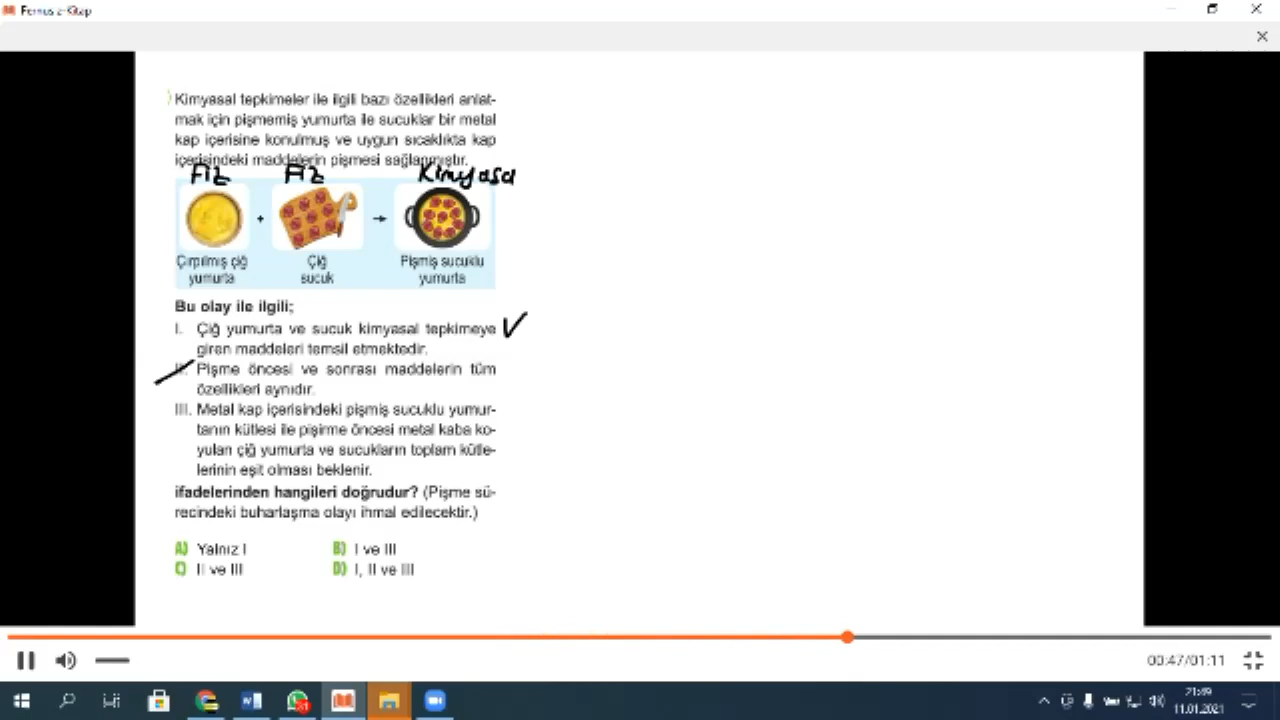 Fernus z-Kitap
Kimyasal tepkimeler ile ilgili bazı özellikleri anlat-
mak için pişmemiş yumurta ile sucuklar bir metal
kap içerisine konulmuş ve uygun sıcaklıkta kap
içerisindeki maddelerin pişmesi sağlanmıştır.
Fiz Fiz Kimyasa
+ →
Çırpılmış çiğ Çiğ Pişmiş sucuklu
yumurta sucuk yumurta
Bu olay ile ilgili;
I. Çiğ yumurta ve sucuk kimyasal tepkimeye
giren maddeleri temsil etmektedir.
II. Pişme öncesi ve sonrası maddelerin tüm
özellikleri aynıdır.
III. Metal kap içerisindeki pişmiş sucuklu yumur-
tanın kütlesi ile pişirme öncesi metal kaba ko-
yulan çiğ yumurta ve sucukların toplam kütle-
lerinin eşit olması beklenir.
ifadelerinden hangileri doğrudur? (Pişme sü-
recindeki buharlaşma olayı ihmal edilecektir.)
A) Yalnız I B) I ve III
C) II ve III D) I, II ve III
00:47/01:11
21:49
11.01.2021